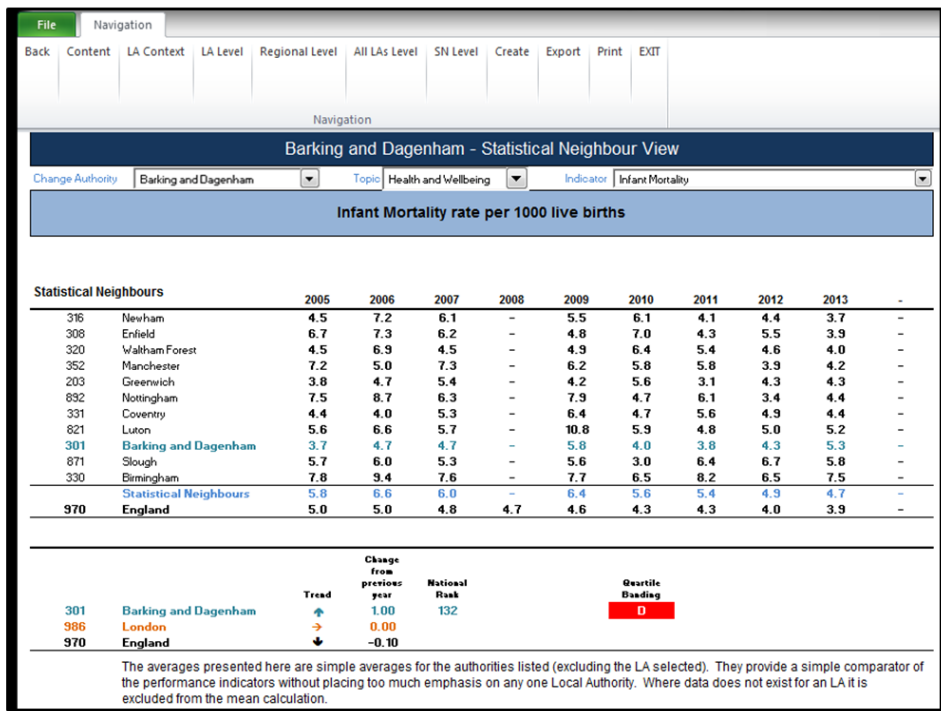 File Navigation
Back Content LA Context LA Level Regional Level All LAs Level SN Level Create Export Print EXIT
Navigation
Barking and Dagenham - Statistical Neighbour View
Change Authority Barking and Dagenham Topic Health and Wellbeing Indicator Infant Mortality
Infant Mortality rate per 1000 live births
Statistical Neighbours 2005 2006 2007 2008 2009 2010 2011 2012 2013 -
316 Newham 4.5 7.2 6.1 - 5.5 6.1 4.1 4.4 3.7 -
308 Enfield 6.7 7.3 6.2 - 4.8 7.0 4.3 5.5 3.9 -
320 Waltham Forest 4.5 6.9 4.5 - 4.9 6.4 5.4 4.6 4.0 -
352 Manchester 7.2 5.0 7.3 - 6.2 5.8 5.8 3.9 4.2 -
203 Greenwich 3.8 4.7 5.4 - 4.2 5.6 3.1 4.3 4.3 -
892 Nottingham 7.5 8.7 6.3 - 7.9 4.7 6.1 3.4 4.4 -
331 Coventry 4.4 4.0 5.3 - 6.4 4.7 5.6 4.9 4.4 -
821 Luton 5.6 6.6 5.7 - 10.8 5.9 4.8 5.0 5.2 -
301 Barking and Dagenham 3.7 4.7 4.7 - 5.8 4.0 3.8 4.3 5.3 -
871 Slough 5.7 6.0 5.3 - 5.6 3.0 6.4 6.7 5.8 -
330 Birmingham 7.8 9.4 7.6 - 7.7 6.5 8.2 6.5 7.5 -
Statistical Neighbours 5.8 6.6 6.0 - 6.4 5.6 5.4 4.9 4.7 -
970 England 5.0 5.0 4.8 4.7 4.6 4.3 4.3 4.0 3.9 -
Change
from
previous National Quartile
Trend year Rank Banding
301 Barking and Dagenham ↑ 1.00 132 D
986 London → 0.00
970 England ↓ -0.10
The averages presented here are simple averages for the authorities listed (excluding the LA selected). They provide a simple comparator of
the performance indicators without placing too much emphasis on any one Local Authority. Where data does not exist for an LA it is
excluded from the mean calculation.